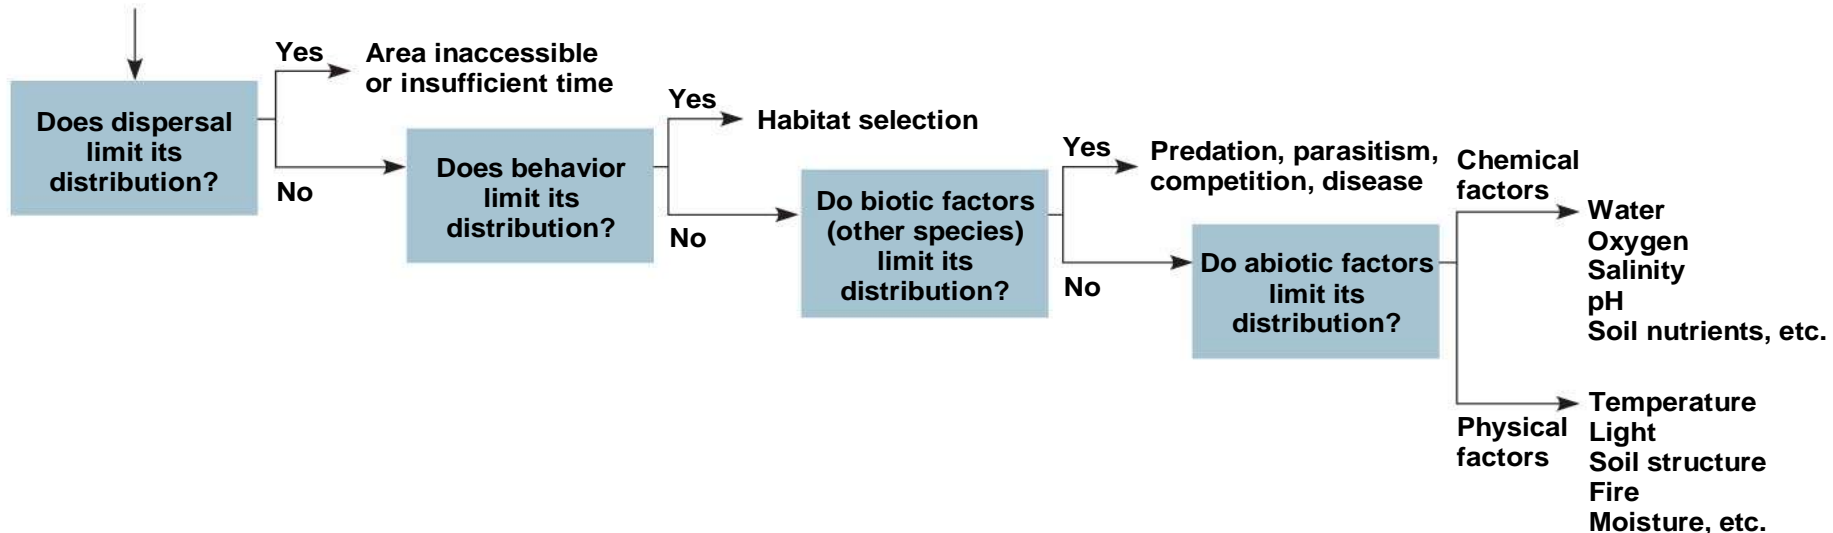 Yes
Area inaccessible
or insufficient time
Does dispersal
limit its
distribution?
No
Yes
Habitat selection
Does behavior
limit its
distribution?
No
Yes
Predation, parasitism,
competition, disease
Do biotic factors
(other species)
limit its
distribution?
No
Chemical
factors
Water
Oxygen
Salinity
pH
Soil nutrients, etc.
Do abiotic factors
limit its
distribution?
Physical
factors
Temperature
Light
Soil structure
Fire
Moisture, etc.